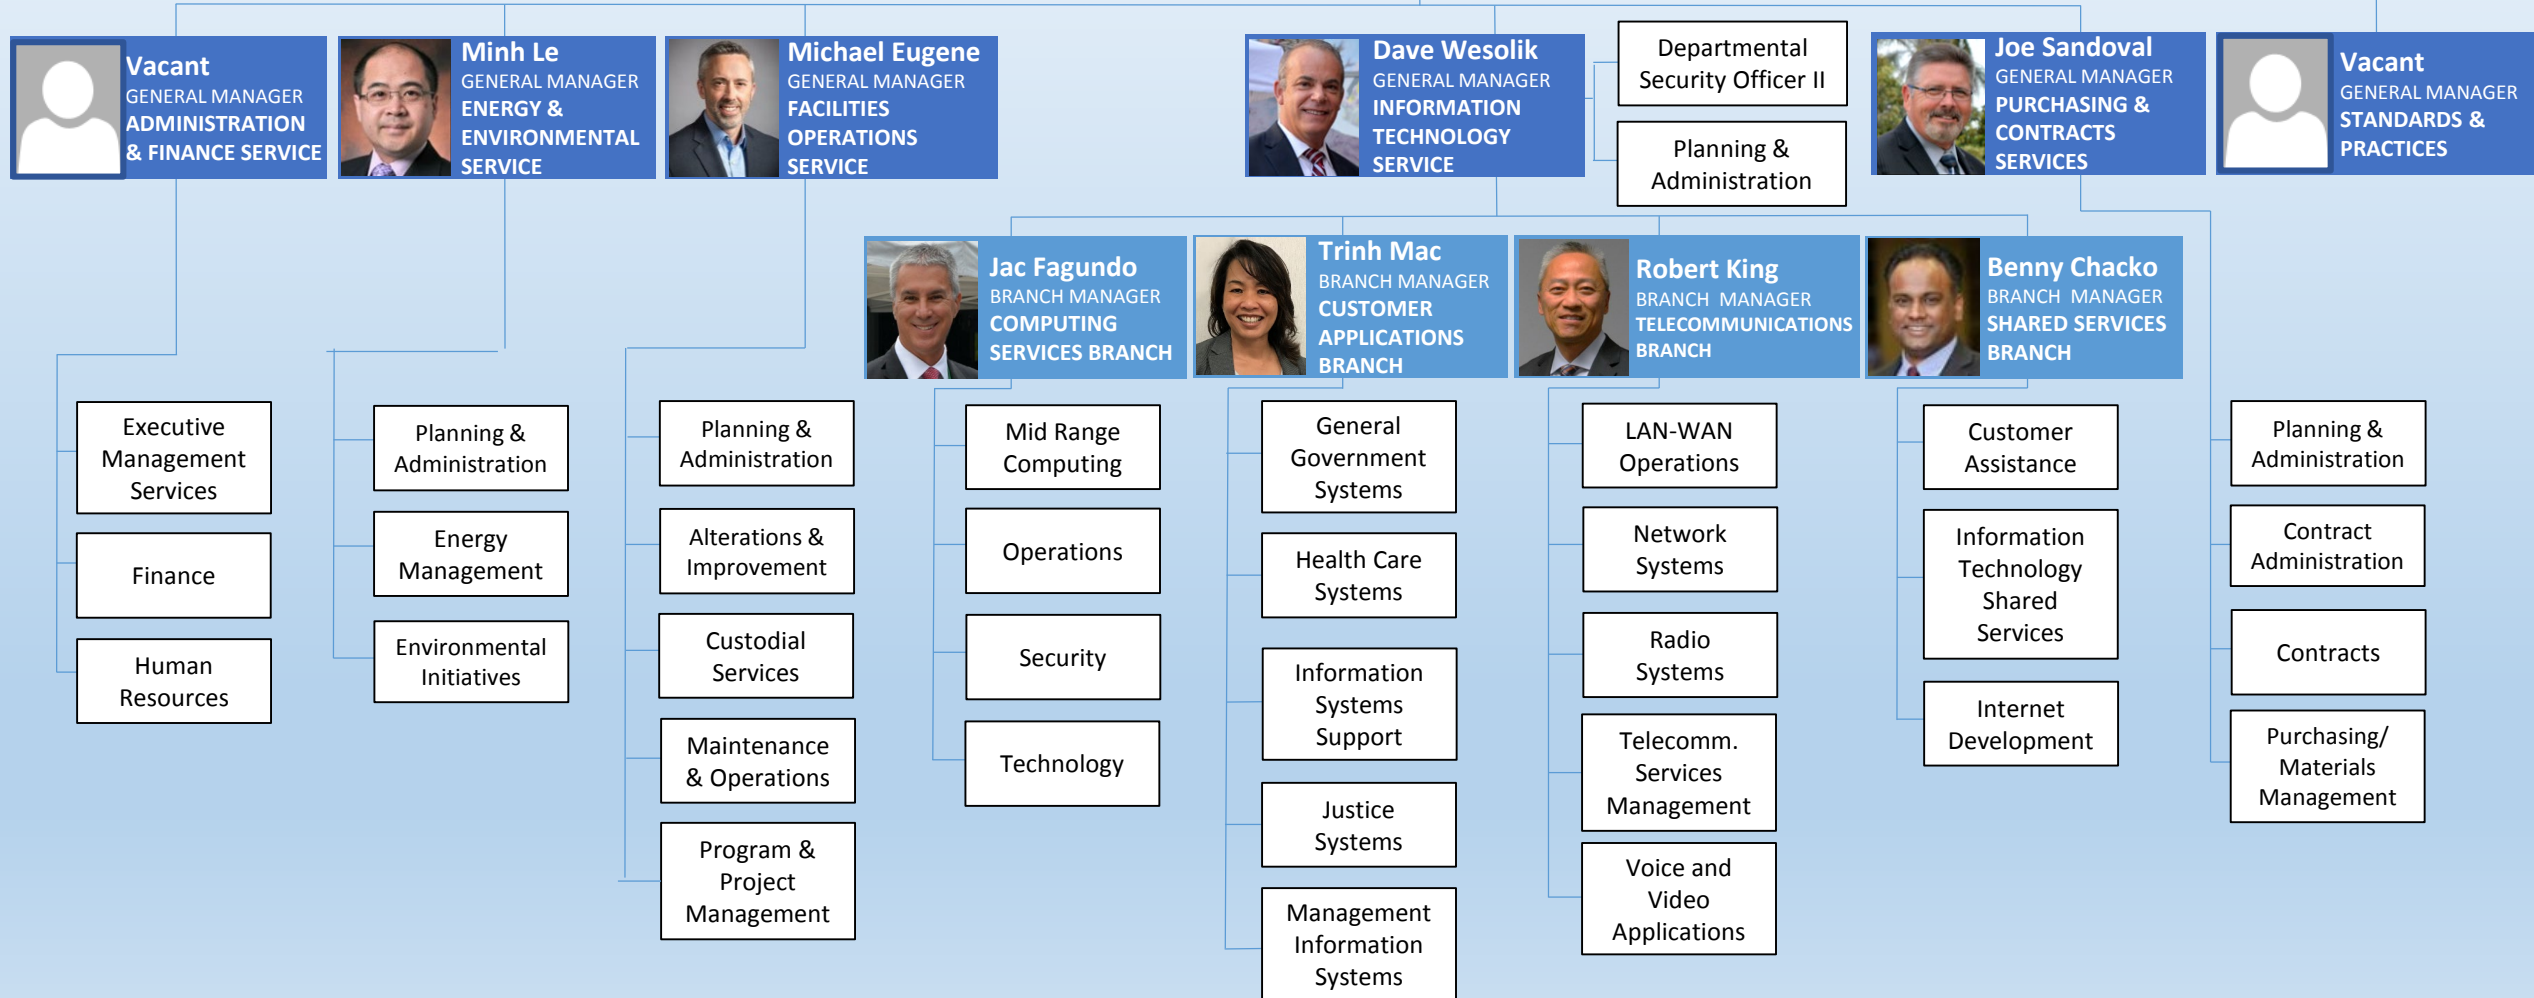 Vacant
GENERAL MANAGER
ADMINISTRATION
& FINANCE SERVICE
Minh Le
GENERAL MANAGER
ENERGY &
ENVIRONMENTAL
SERVICE
Michael Eugene
GENERAL MANAGER
FACILITIES
OPERATIONS
SERVICE
Dave Wesolik
GENERAL MANAGER
INFORMATION
TECHNOLOGY
SERVICE
Departmental
Security Officer II
Planning &
Administration
Joe Sandoval
GENERAL MANAGER
PURCHASING &
CONTRACTS
SERVICES
Vacant
GENERAL MANAGER
STANDARDS &
PRACTICES
Jac Fagundo
BRANCH MANAGER
COMPUTING
SERVICES BRANCH
Trinh Mac
BRANCH MANAGER
CUSTOMER
APPLICATIONS
BRANCH
Robert King
BRANCH MANAGER
TELECOMMUNICATIONS
BRANCH
Benny Chacko
BRANCH MANAGER
SHARED SERVICES
BRANCH
Executive
Management
Services
Finance
Human
Resources
Planning &
Administration
Energy
Management
Environmental
Initiatives
Planning &
Administration
Alterations &
Improvement
Custodial
Services
Maintenance
& Operations
Program &
Project
Management
Mid Range
Computing
Operations
Security
Technology
General
Government
Systems
Health Care
Systems
Information
Systems
Support
Justice
Systems
Management
Information
Systems
LAN-WAN
Operations
Network
Systems
Radio
Systems
Telecomm.
Services
Management
Voice and
Video
Applications
Customer
Assistance
Information
Technology
Shared
Services
Internet
Development
Planning &
Administration
Contract
Administration
Contracts
Purchasing/
Materials
Management